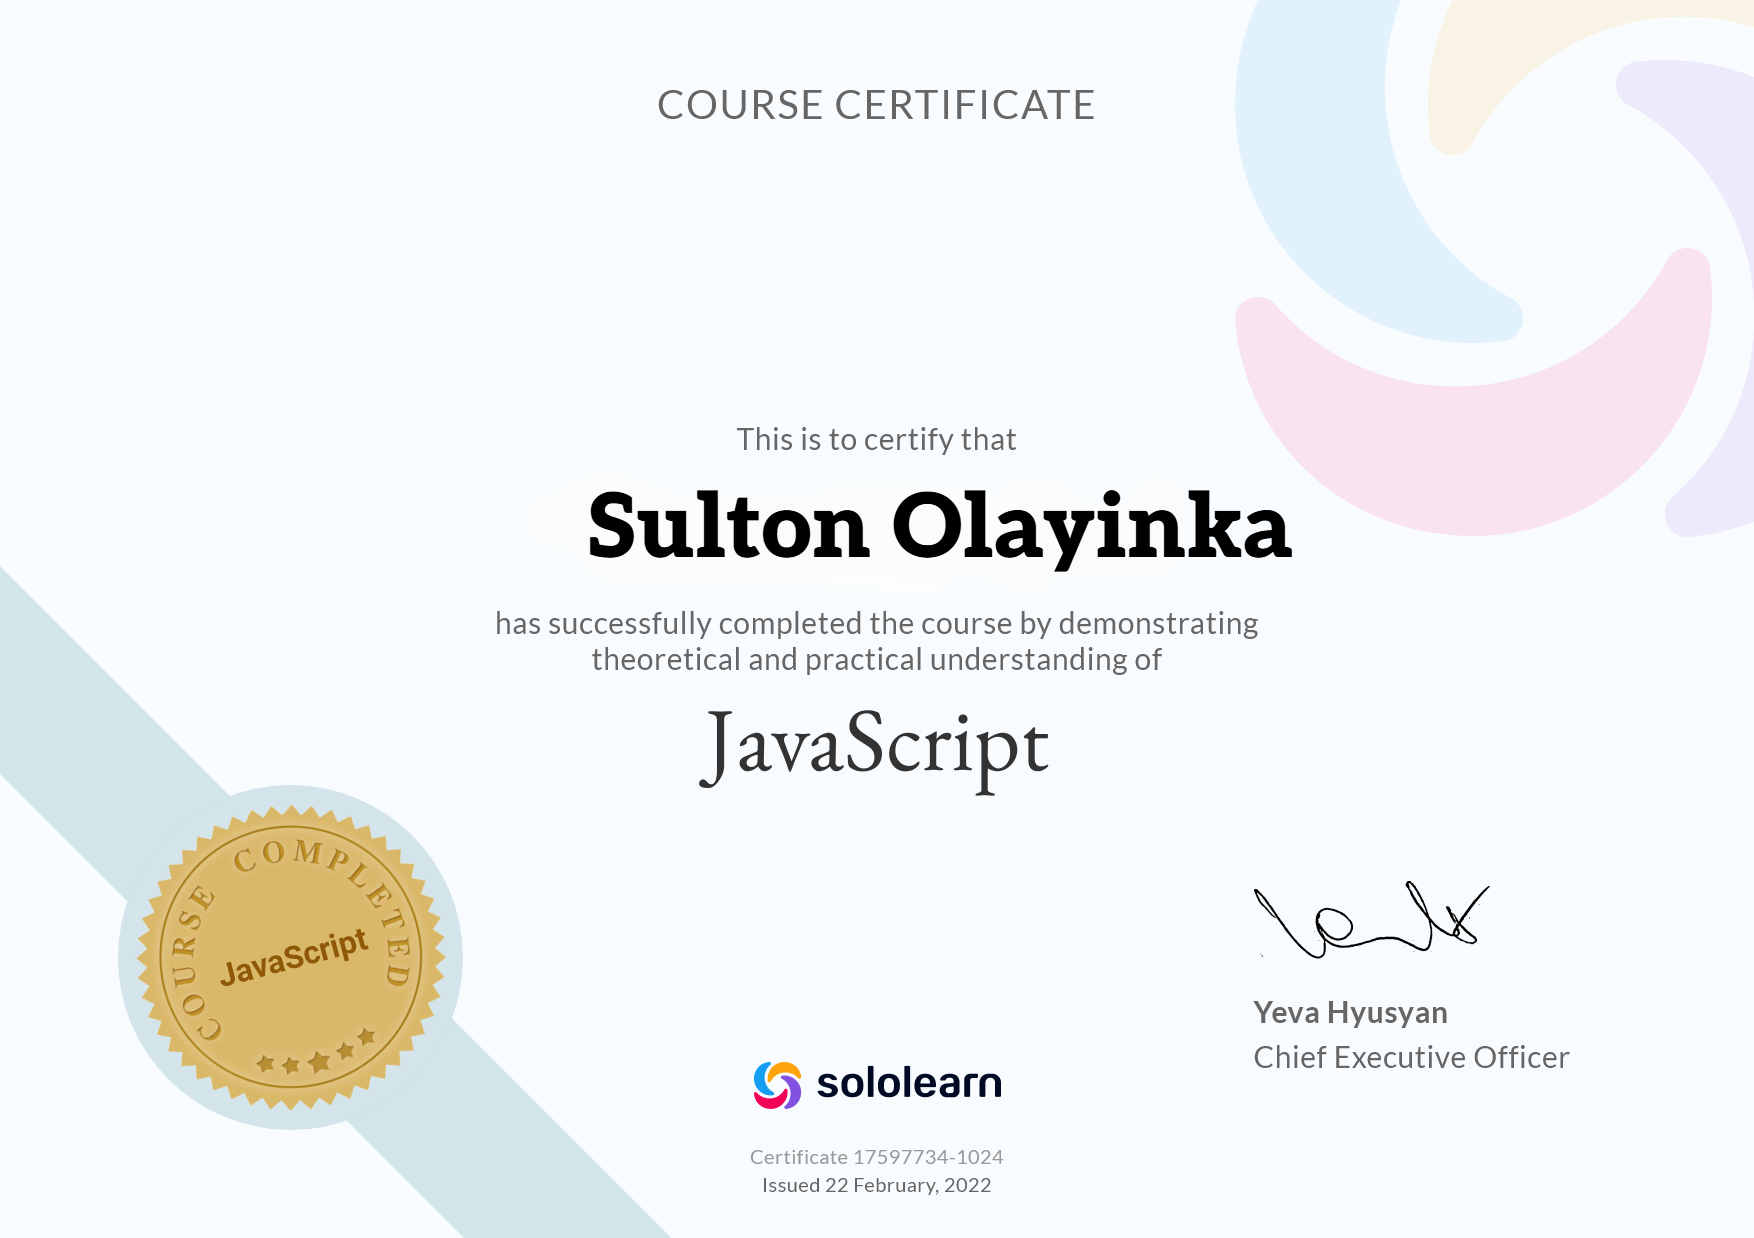 COURSE CERTIFICATE
This is to certify that
Sulton Olayinka
has successfully completed the course by demonstrating
theoretical and practical understanding of
JavaScript
COURSE COMPLETED
JavaScript
Yeva Hyusyan
Chief Executive Officer
sololearn
Certificate 17597734-1024
Issued 22 February, 2022